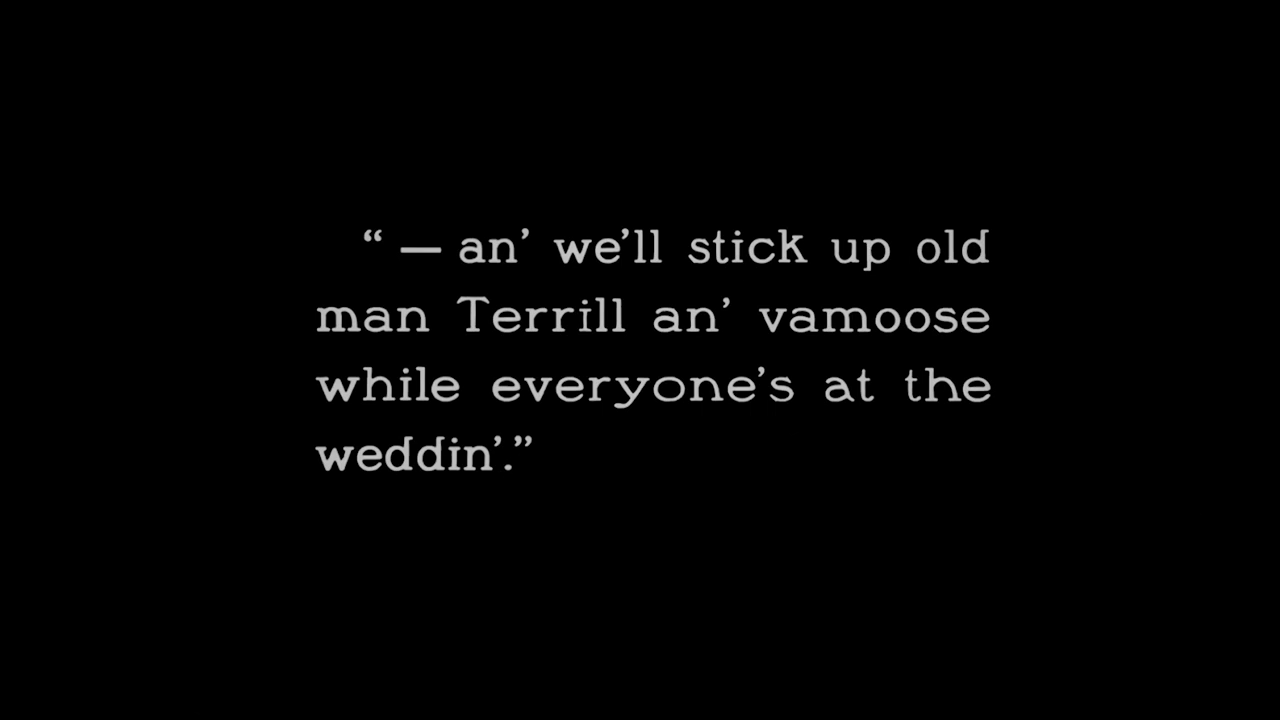 “ — an’ we’ll stick up old
man Terrill an’ vamoose
while everyone’s at the
weddin’.”